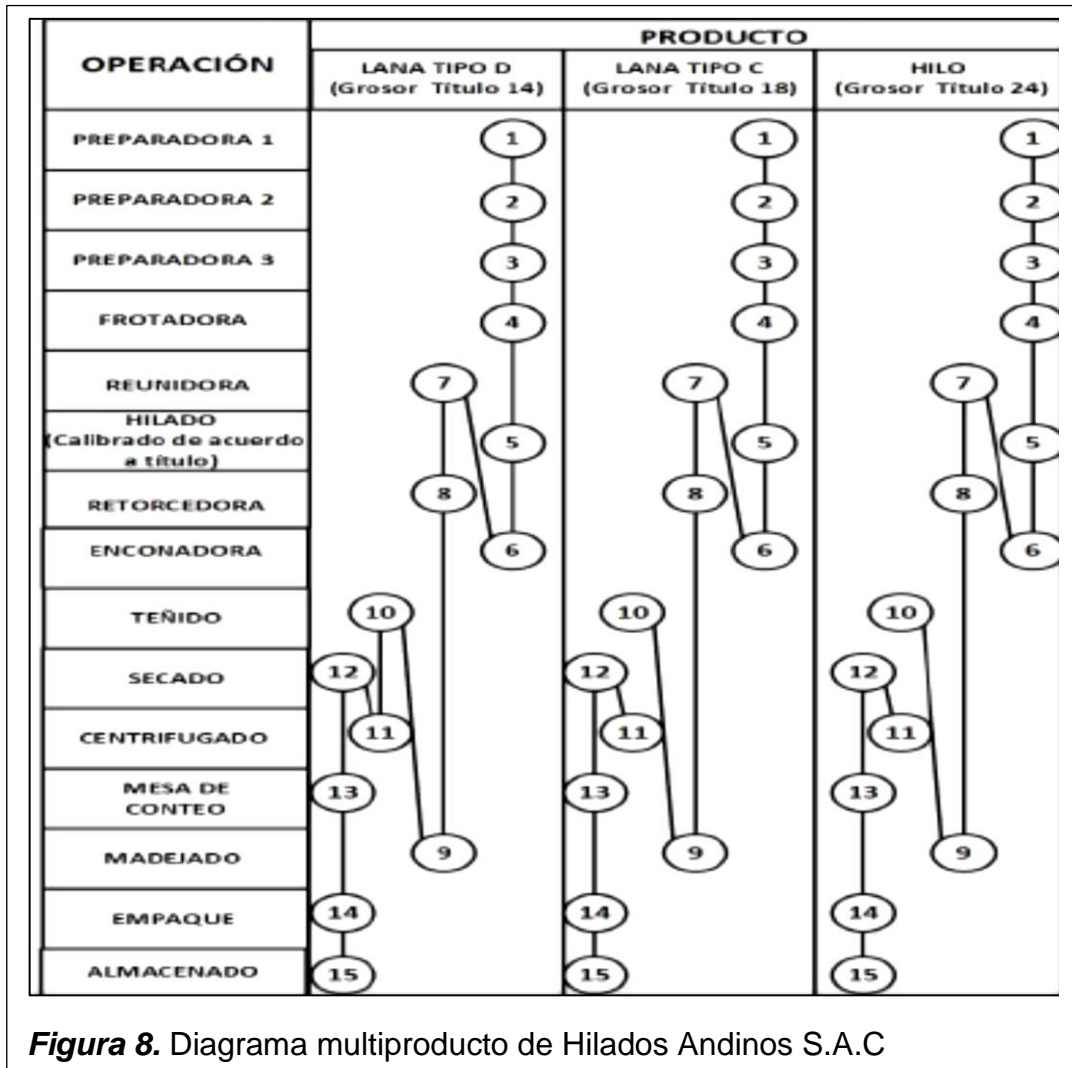 OPERACIÓN
PRODUCTO
LANA TIPO D
(Grosor Título 14)
LANA TIPO C
(Grosor Título 18)
HILO
(Grosor Título 24)
PREPARADORA 1
1
1
1
PREPARADORA 2
2
2
2
PREPARADORA 3
3
3
3
FROTADORA
4
4
4
REUNIDORA
7
7
7
HILADO
(Calibrado de acuerdo
a título)
5
5
5
RETORCEDORA
8
8
8
ENCONADORA
6
6
6
TEÑIDO
10
10
10
SECADO
12
12
12
CENTRIFUGADO
11
11
11
MESA DE
CONTEO
13
13
13
MADEJADO
9
9
9
EMPAQUE
14
14
14
ALMACENADO
15
15
15
Figura 8. Diagrama multiproducto de Hilados Andinos S.A.C